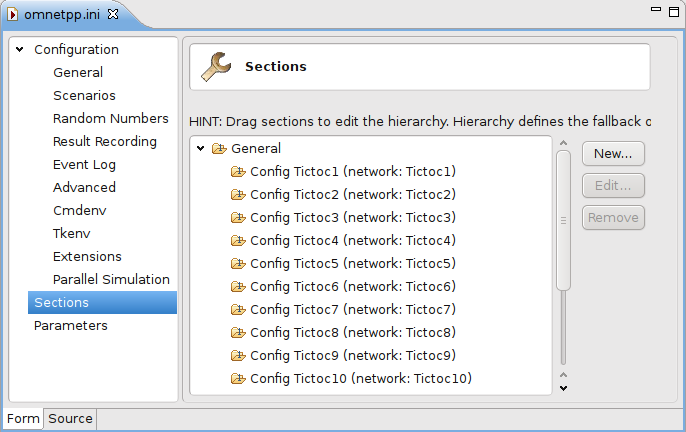 omnetpp.ini
Configuration
General
Scenarios
Random Numbers
Result Recording
Event Log
Advanced
Cmdenv
Tkenv
Extensions
Parallel Simulation
Sections
Parameters
Sections
HINT: Drag sections to edit the hierarchy. Hierarchy defines the fallback o
General
Config Tictoc1 (network: Tictoc1)
Config Tictoc2 (network: Tictoc2)
Config Tictoc3 (network: Tictoc3)
Config Tictoc4 (network: Tictoc4)
Config Tictoc5 (network: Tictoc5)
Config Tictoc6 (network: Tictoc6)
Config Tictoc7 (network: Tictoc7)
Config Tictoc8 (network: Tictoc8)
Config Tictoc9 (network: Tictoc9)
Config Tictoc10 (network: Tictoc10)
New...
Edit...
Remove
Form
Source